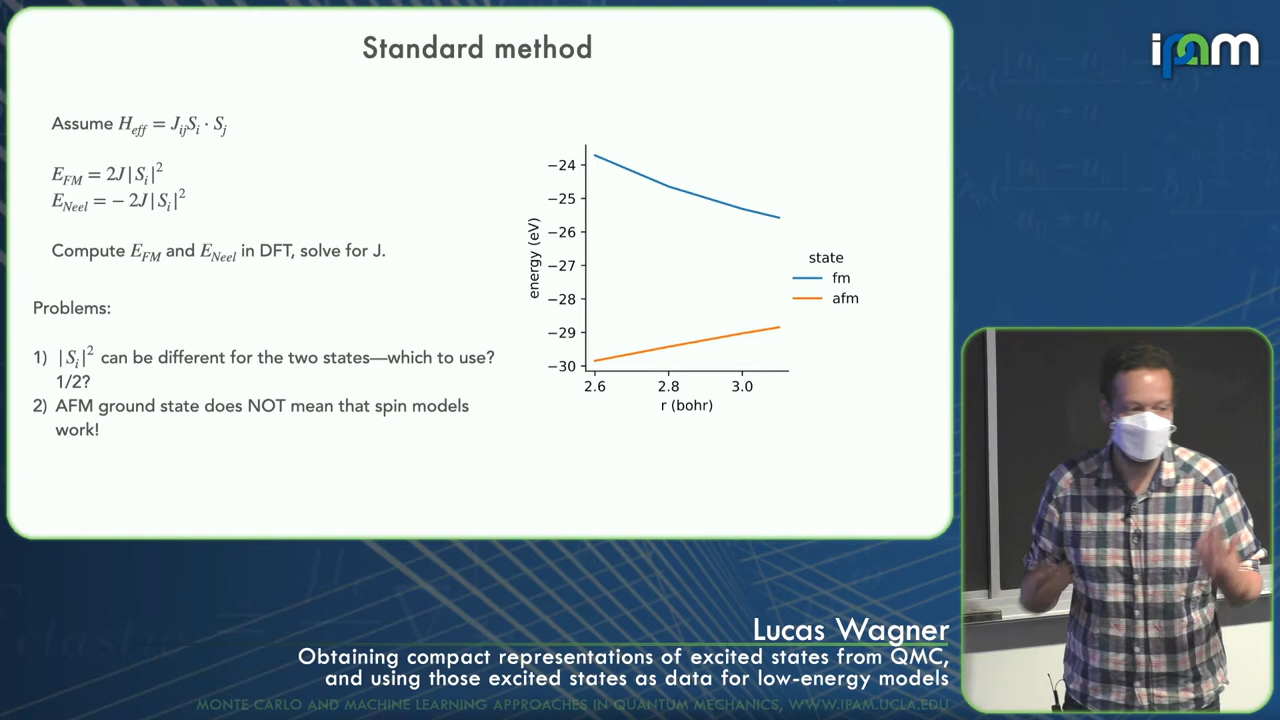 Standard method
ipam
Assume H_eff = J_ij S_i · S_j
E_FM = 2J|S_i|²
E_Neel = − 2J|S_i|²
Compute E_FM and E_Neel in DFT, solve for J.
Problems:
1) |S_i|² can be different for the two states—which to use?
1/2?
2) AFM ground state does NOT mean that spin models
work!
energy (eV)
−24
−25
−26
−27
−28
−29
−30
2.6 2.8 3.0
r (bohr)
state
fm
afm
Lucas Wagner
Obtaining compact representations of excited states from QMC,
and using those excited states as data for low-energy models
MONTE CARLO AND MACHINE LEARNING APPROACHES IN QUANTUM MECHANICS, WWW.IPAM.UCLA.EDU